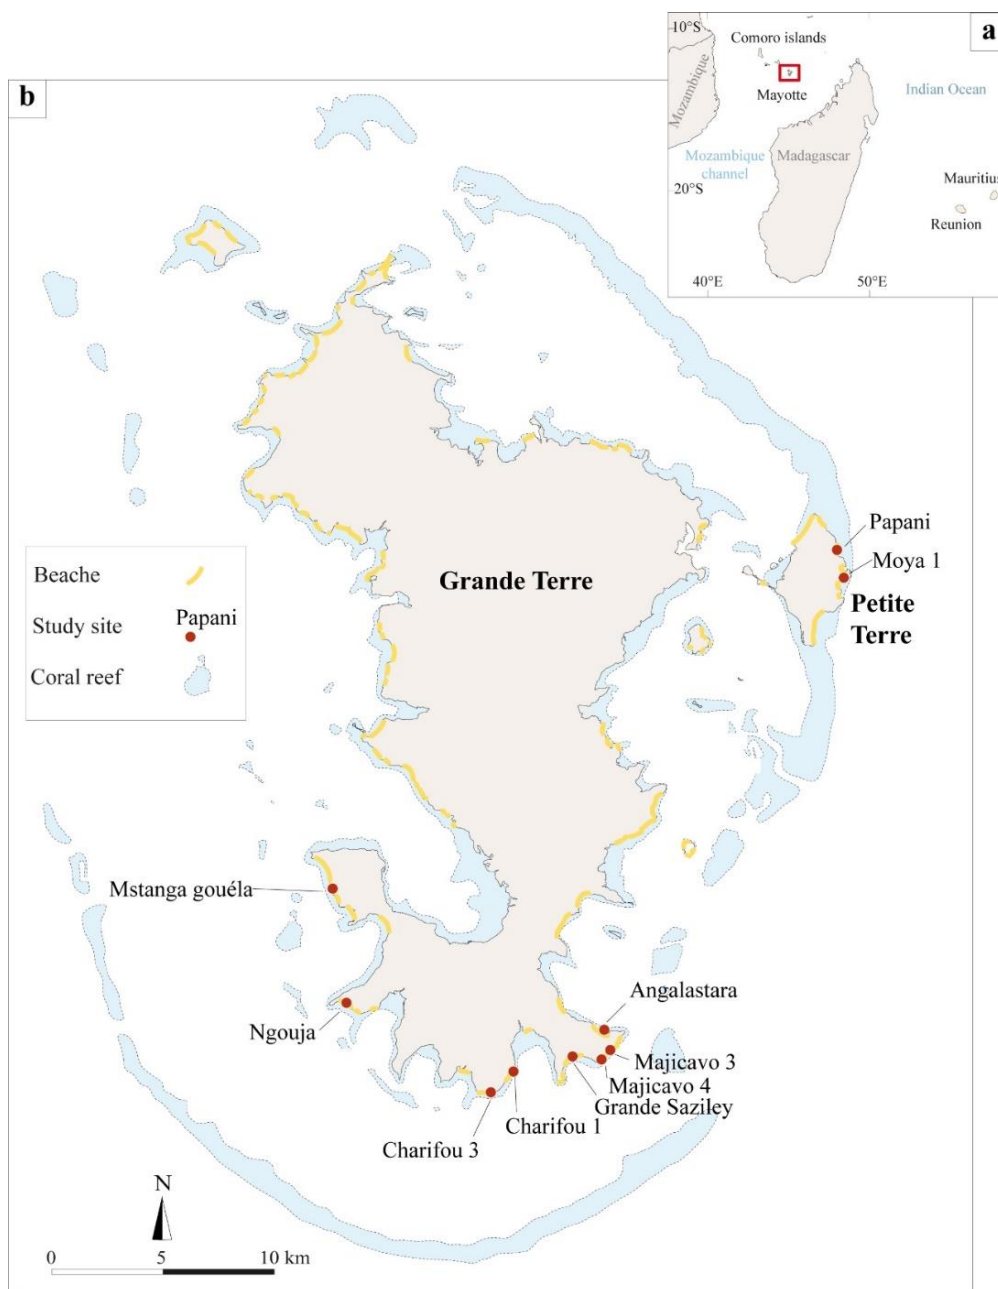 a
10°S
Comoro islands
Mozambique
Mayotte
Indian Ocean
Mozambique
channel
Madagascar
20°S
Mauritius
Reunion
40°E
50°E
b
Papani
Moya 1
Grande Terre
Petite
Terre
Beache
Study site
Papani
Coral reef
Mstanga gouéla
Ngouja
Angalastara
Majicavo 3
Majicavo 4
Grande Saziley
Charifou 1
Charifou 3
N
0
5
10 km